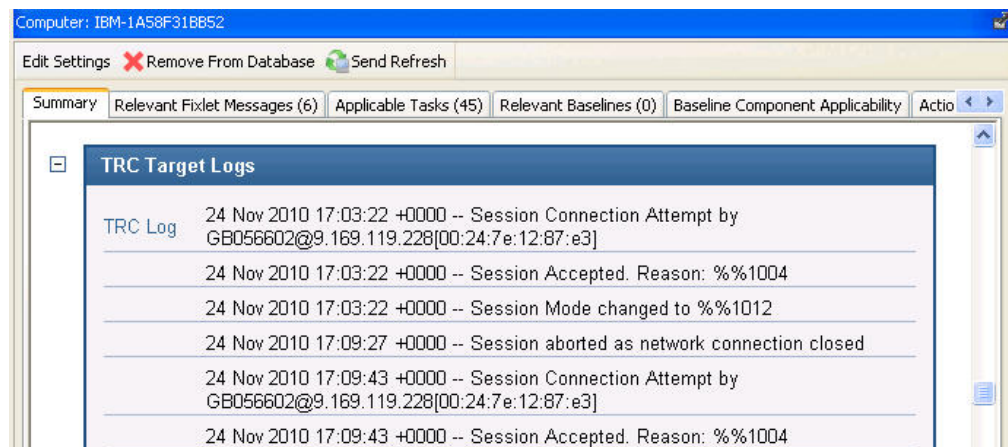 Computer: IBM-1A58F31BB52
Edit Settings Remove From Database Send Refresh
Summary Relevant Fixlet Messages (6) Applicable Tasks (45) Relevant Baselines (0) Baseline Component Applicability Actio
TRC Target Logs
TRC Log 24 Nov 2010 17:03:22 +0000 -- Session Connection Attempt by
GB056602@9.169.119.228[00:24:7e:12:87:e3]
24 Nov 2010 17:03:22 +0000 -- Session Accepted. Reason: %%1004
24 Nov 2010 17:03:22 +0000 -- Session Mode changed to %%1012
24 Nov 2010 17:09:27 +0000 -- Session aborted as network connection closed
24 Nov 2010 17:09:43 +0000 -- Session Connection Attempt by
GB056602@9.169.119.228[00:24:7e:12:87:e3]
24 Nov 2010 17:09:43 +0000 -- Session Accepted. Reason: %%1004